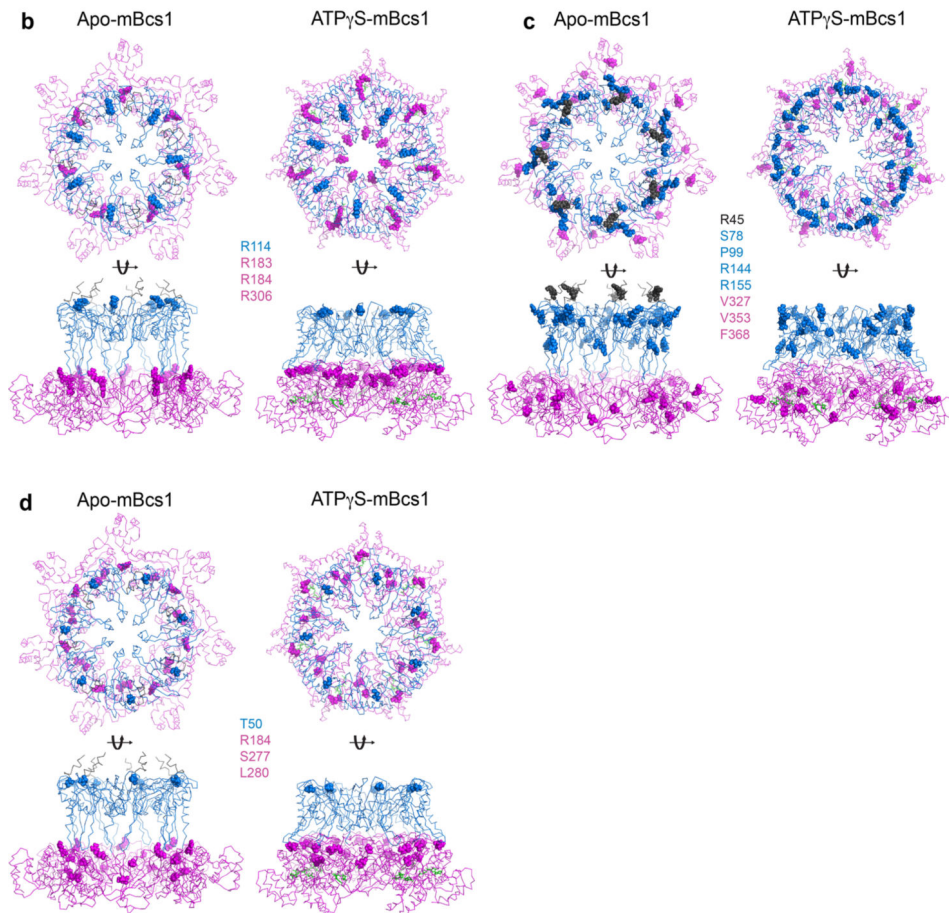 b
Apo-mBcs1
ATPγS-mBcs1
R114
R183
R184
R306
c
Apo-mBcs1
ATPγS-mBcs1
R45
S78
P99
R144
R155
V327
V353
F368
d
Apo-mBcs1
ATPγS-mBcs1
T50
R184
S277
L280